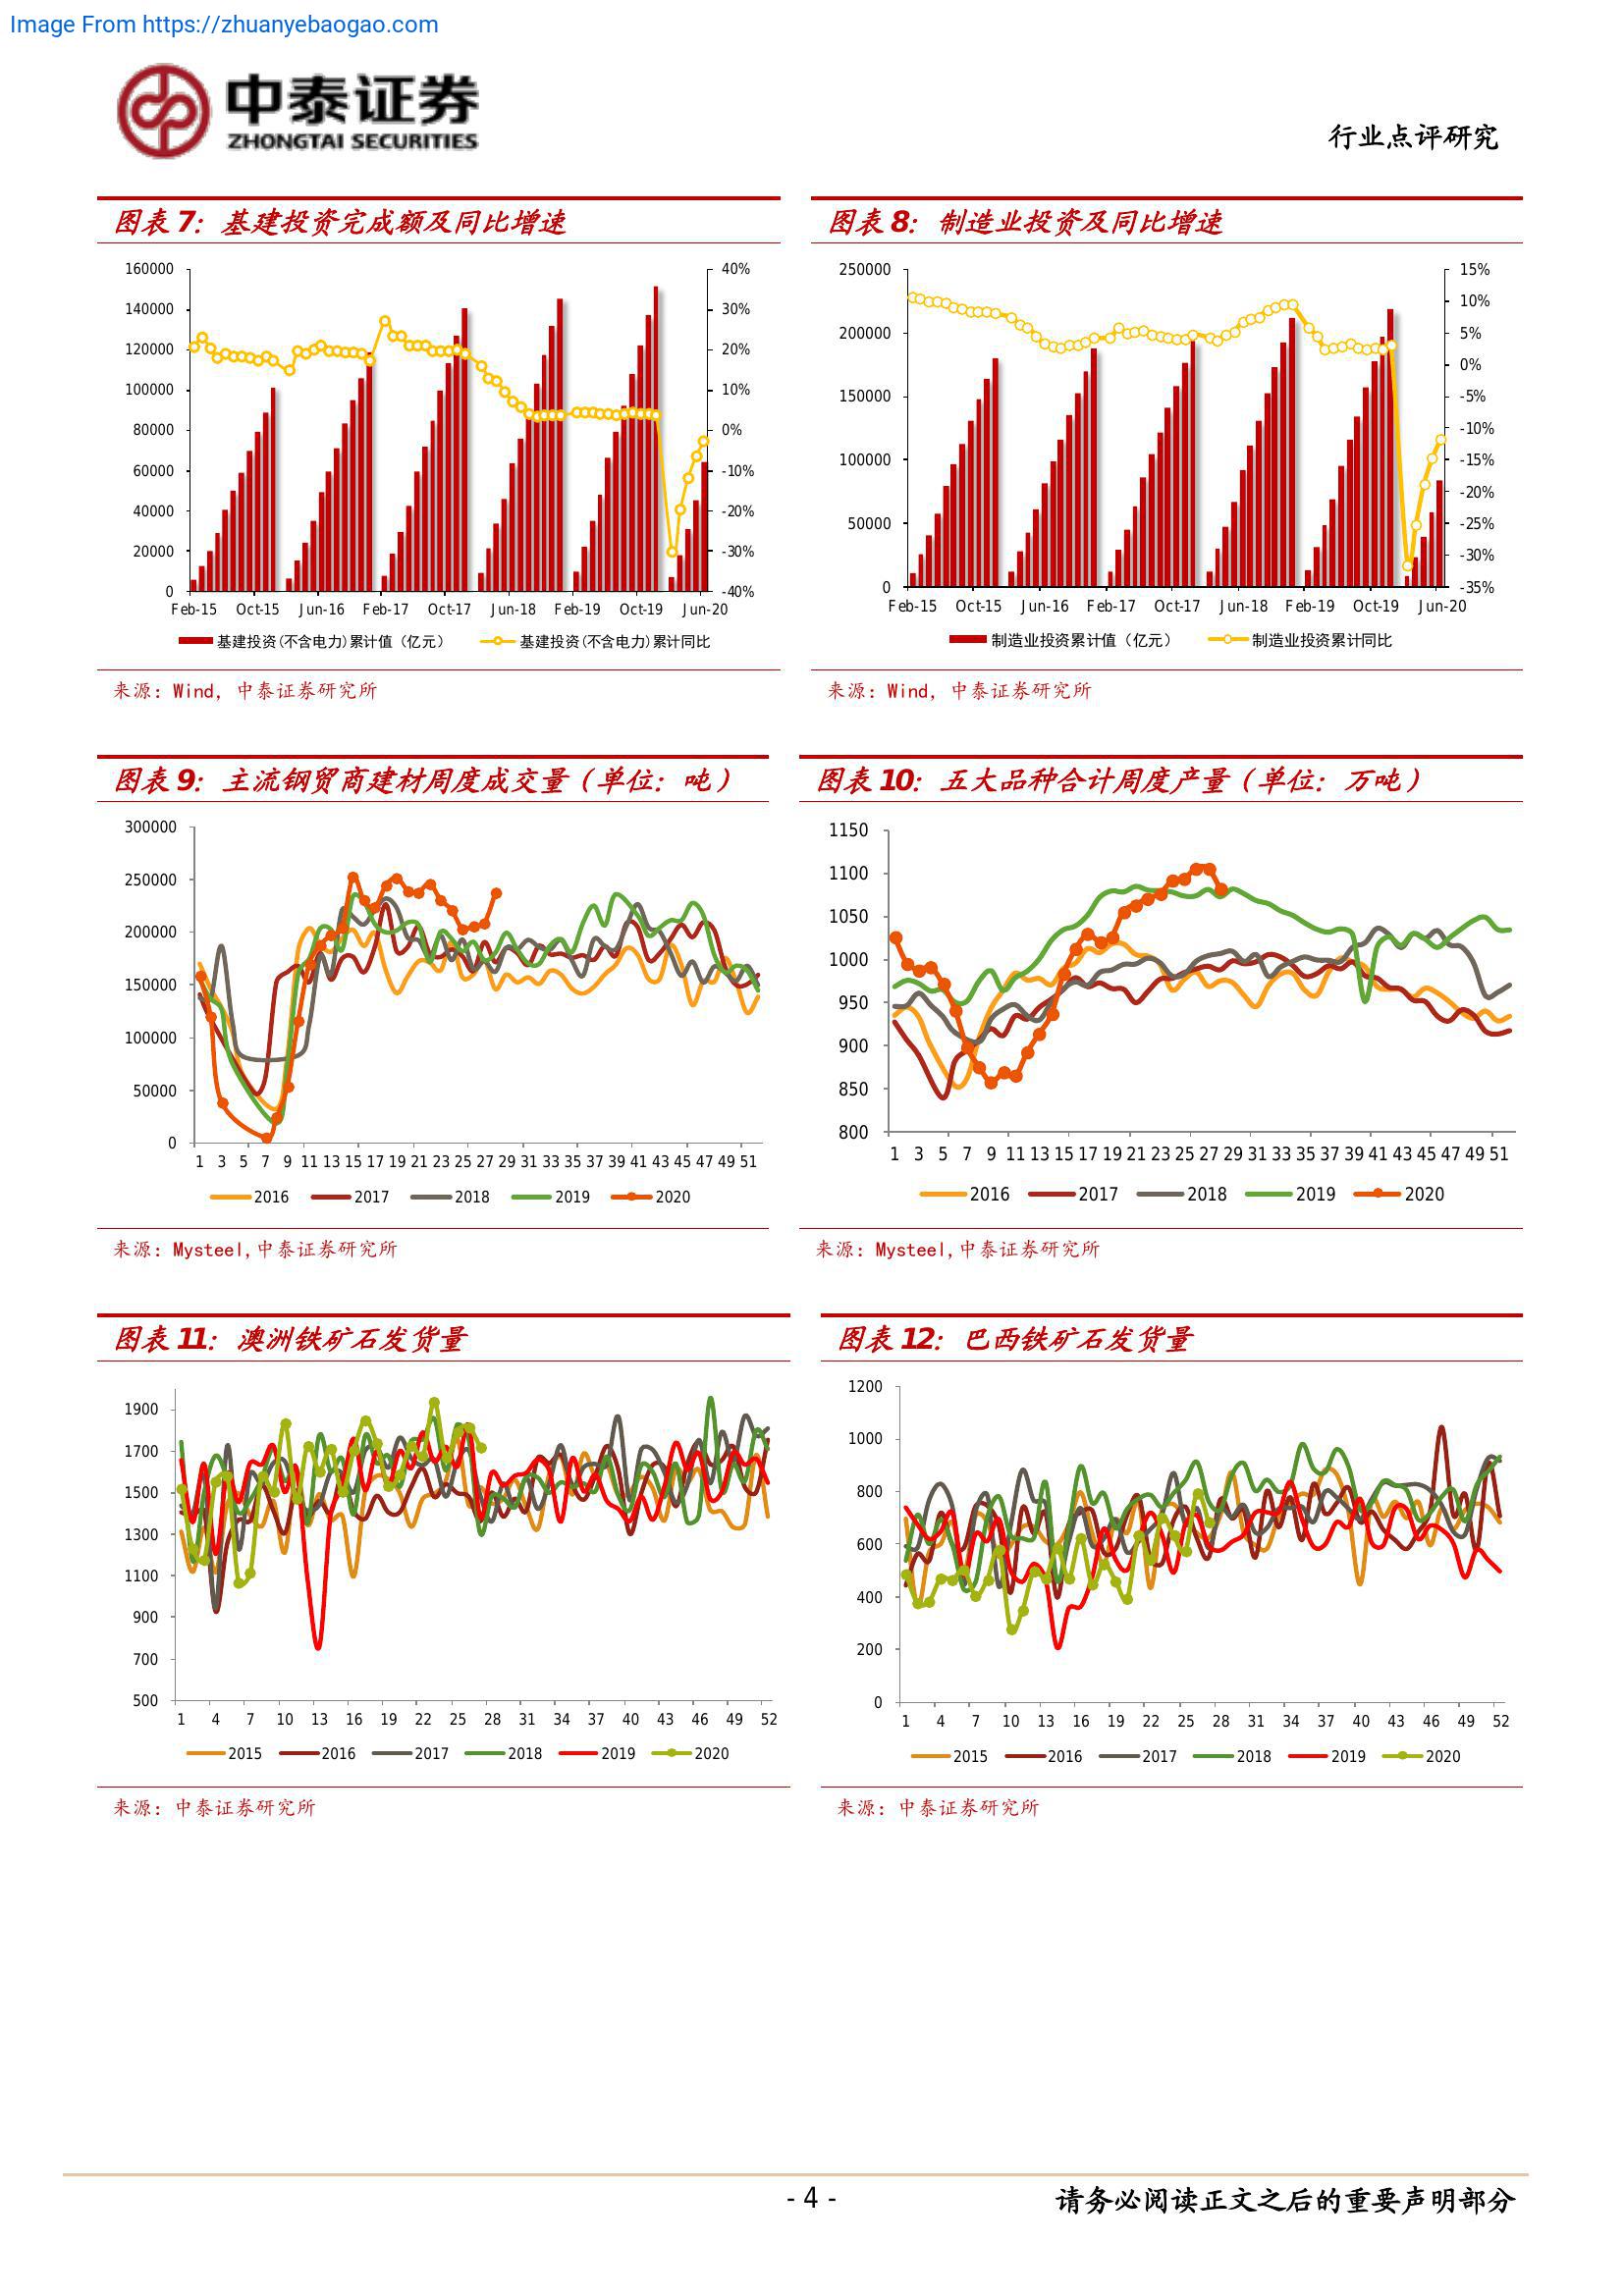 Image From https://zhuanyebaogao.com
中泰证券
ZHONGTAI SECURITIES
行业点评研究
图表 7：基建投资完成额及同比增速
160000 140000 120000 100000 80000 60000 40000 20000 0
40% 30% 20% 10% 0% -10% -20% -30% -40%
Feb-15 Oct-15 Jun-16 Feb-17 Oct-17 Jun-18 Feb-19 Oct-19 Jun-20
基建投资(不含电力)累计值（亿元） 基建投资(不含电力)累计同比
来源：Wind，中泰证券研究所
图表 8：制造业投资及同比增速
250000 200000 150000 100000 50000 0
15% 10% 5% 0% -5% -10% -15% -20% -25% -30% -35%
Feb-15 Oct-15 Jun-16 Feb-17 Oct-17 Jun-18 Feb-19 Oct-19 Jun-20
制造业投资累计值（亿元） 制造业投资累计同比
来源：Wind，中泰证券研究所
图表 9：主流钢贸商建材周度成交量（单位：吨）
300000 250000 200000 150000 100000 50000 0
1 3 5 7 9 11 13 15 17 19 21 23 25 27 29 31 33 35 37 39 41 43 45 47 49 51
2016 2017 2018 2019 2020
来源：Mysteel,中泰证券研究所
图表 10：五大品种合计周度产量（单位：万吨）
1150 1100 1050 1000 950 900 850 800
1 3 5 7 9 11 13 15 17 19 21 23 25 27 29 31 33 35 37 39 41 43 45 47 49 51
2016 2017 2018 2019 2020
来源：Mysteel,中泰证券研究所
图表 11：澳洲铁矿石发货量
1900 1700 1500 1300 1100 900 700 500
1 4 7 10 13 16 19 22 25 28 31 34 37 40 43 46 49 52
2015 2016 2017 2018 2019 2020
来源：中泰证券研究所
图表 12：巴西铁矿石发货量
1200 1000 800 600 400 200 0
1 4 7 10 13 16 19 22 25 28 31 34 37 40 43 46 49 52
2015 2016 2017 2018 2019 2020
来源：中泰证券研究所
- 4 -
请务必阅读正文之后的重要声明部分